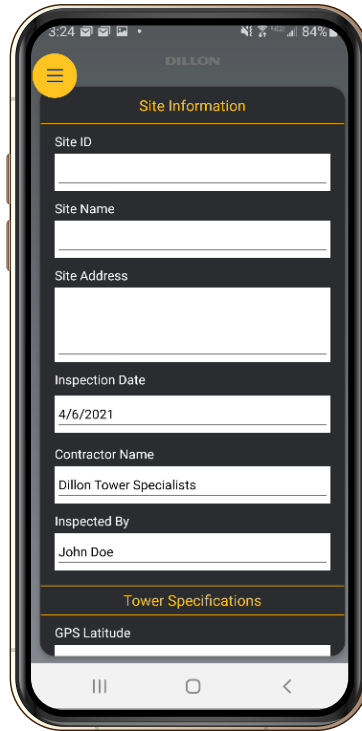 3:24 84%
DILLON
Site Information
Site ID
Site Name
Site Address
Inspection Date
4/6/2021
Contractor Name
Dillon Tower Specialists
Inspected By
John Doe
Tower Specifications
GPS Latitude